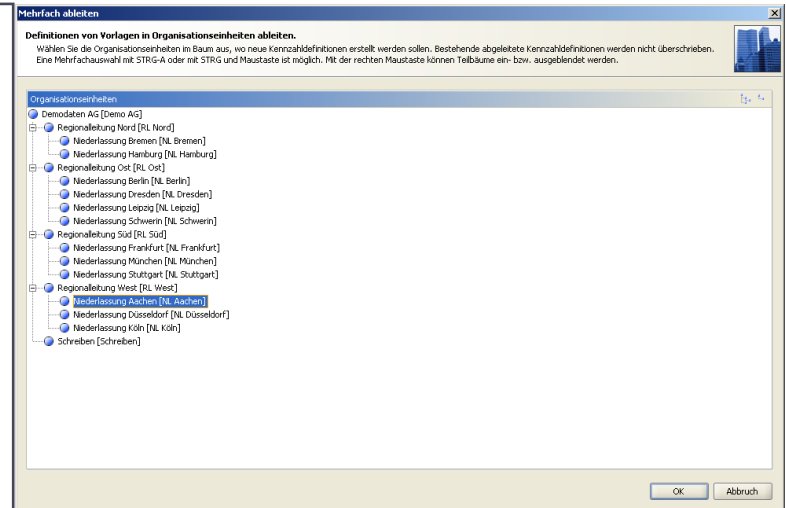 Mehrfach ableiten
Definitionen von Vorlagen in Organisationseinheiten ableiten.
Wählen Sie die Organisationseinheiten im Baum aus, wo neue Kennzahldefinitionen erstellt werden sollen. Bestehende abgeleitete Kennzahldefinitionen werden nicht überschrieben.
Eine Mehrfachauswahl mit STRG-A oder mit STRG und Maustaste ist möglich. Mit der rechten Maustaste können Teilbäume ein- bzw. ausgeblendet werden.
Organisationseinheiten
Demodaten AG [Demo AG]
Regionalleitung Nord [RL Nord]
Niederlassung Bremen [NL Bremen]
Niederlassung Hamburg [NL Hamburg]
Regionalleitung Ost [RL Ost]
Niederlassung Berlin [NL Berlin]
Niederlassung Dresden [NL Dresden]
Niederlassung Leipzig [NL Leipzig]
Niederlassung Schwerin [NL Schwerin]
Regionalleitung Süd [RL Süd]
Niederlassung Frankfurt [NL Frankfurt]
Niederlassung München [NL München]
Niederlassung Stuttgart [NL Stuttgart]
Regionalleitung West [RL West]
Niederlassung Aachen [NL Aachen]
Niederlassung Düsseldorf [NL Düsseldorf]
Niederlassung Köln [NL Köln]
Schreiben [Schreiben]
OK Abbruch